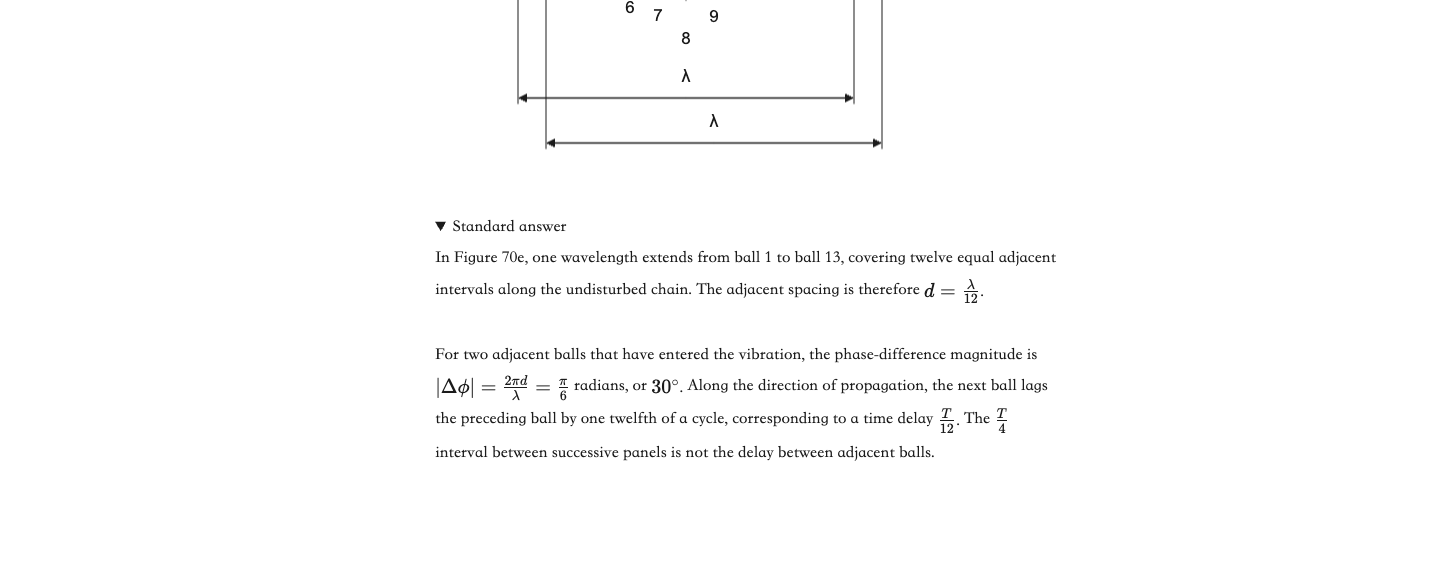 6 7 9
8
λ
λ
▼ Standard answer
In Figure 70e, one wavelength extends from ball 1 to ball 13, covering twelve equal adjacent
intervals along the undisturbed chain. The adjacent spacing is therefore d = λ/12.
For two adjacent balls that have entered the vibration, the phase-difference magnitude is
|Δϕ| = 2πd/λ = π/6 radians, or 30°. Along the direction of propagation, the next ball lags
the preceding ball by one twelfth of a cycle, corresponding to a time delay T/12. The T/4
interval between successive panels is not the delay between adjacent balls.